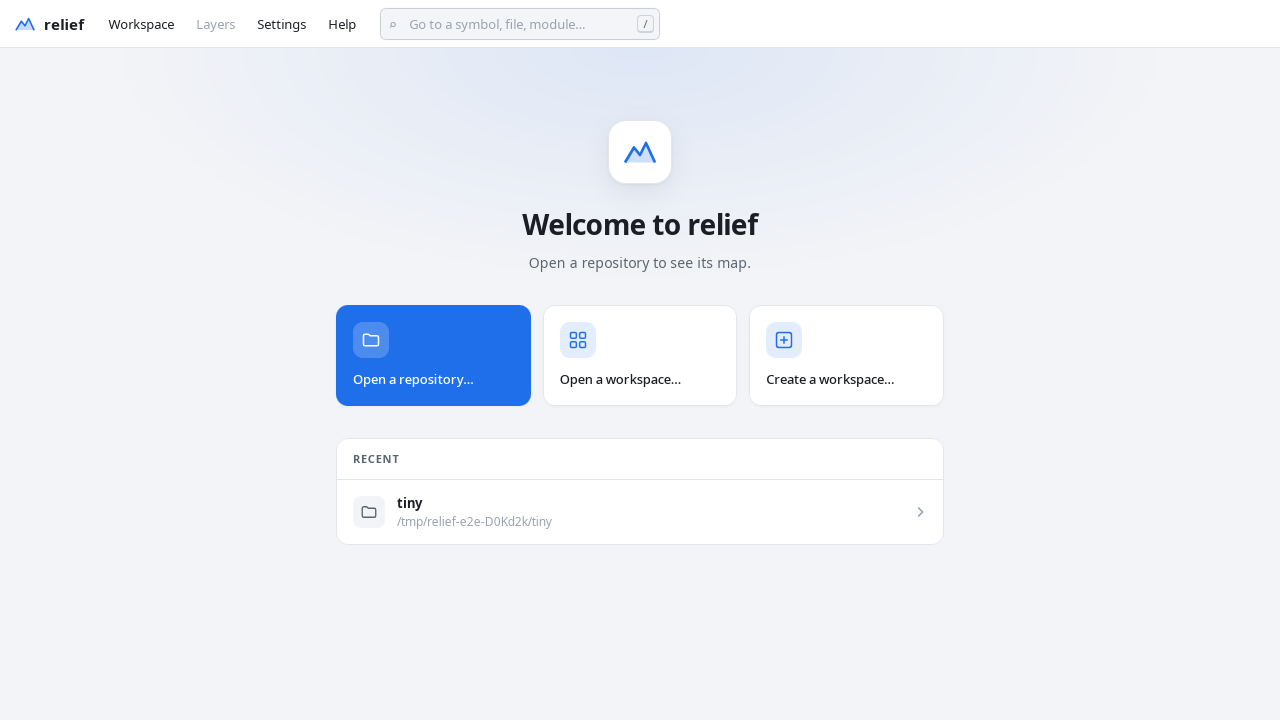 relief
Workspace
Layers
Settings
Help
Go to a symbol, file, module...
/
Welcome to relief
Open a repository to see its map.
Open a repository...
Open a workspace...
Create a workspace...
RECENT
tiny
/tmp/relief-e2e-D0Kd2k/tiny